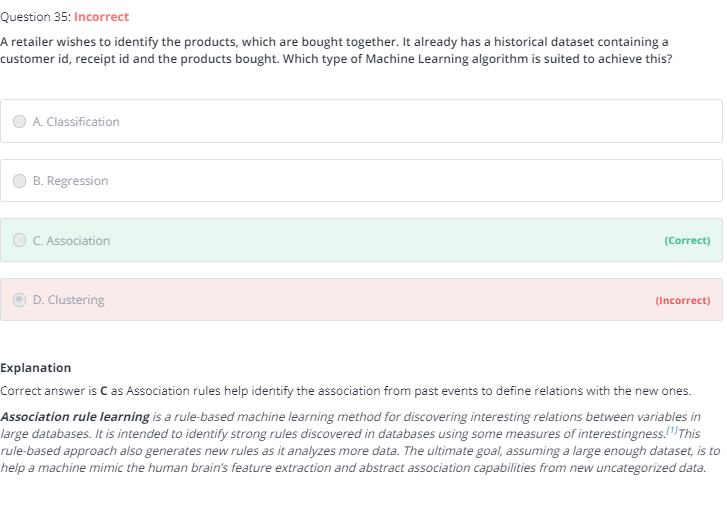 Question 35: Incorrect
A retailer wishes to identify the products, which are bought together. It already has a historical dataset containing a
customer id, receipt id and the products bought. Which type of Machine Learning algorithm is suited to achieve this?
A. Classification
B. Regression
C. Association (Correct)
D. Clustering (Incorrect)
Explanation
Correct answer is C as Association rules help identify the association from past events to define relations with the new ones.
Association rule learning is a rule-based machine learning method for discovering interesting relations between variables in
large databases. It is intended to identify strong rules discovered in databases using some measures of interestingness.[1]This
rule-based approach also generates new rules as it analyzes more data. The ultimate goal, assuming a large enough dataset, is to
help a machine mimic the human brain's feature extraction and abstract association capabilities from new uncategorized data.